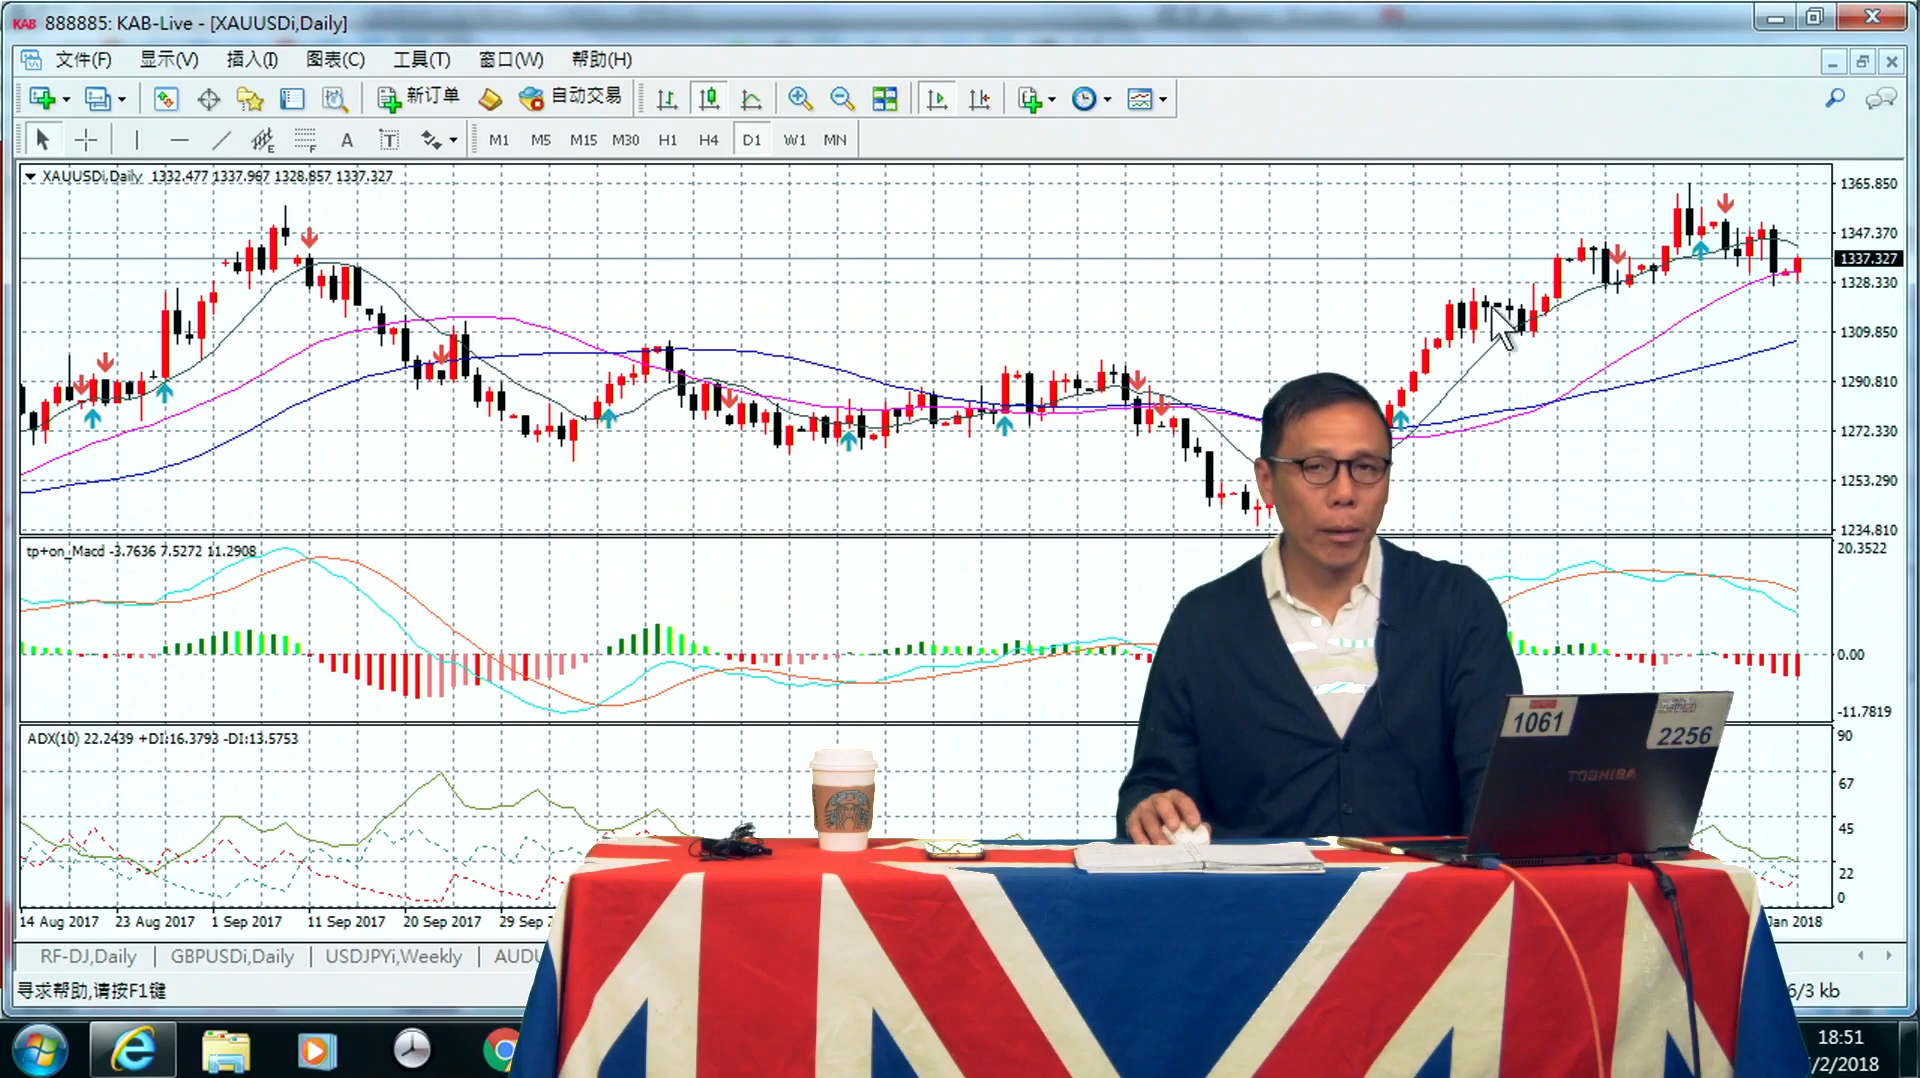 KAB 888885: KAB-Live - [XAUUSDi,Daily]
文件(F) 显示(V) 插入(I) 图表(C) 工具(T) 窗口(W) 帮助(H)
新订单 自动交易
M1 M5 M15 M30 H1 H4 D1 W1 MN
XAUUSDi,Daily 1332.477 1337.967 1328.857 1337.327
1365.850
1347.370
1337.327
1328.330
1309.850
1290.810
1272.330
1253.290
1234.810
tp+on_Macd -3.7636 7.5272 11.2908
20.3522
0.00
-11.7819
ADX(10) 22.2439 +DI:16.3793 -DI:13.5753
90
67
45
22
0
1061
2256
TOSHIBA
14 Aug 2017 23 Aug 2017 1 Sep 2017 11 Sep 2017 20 Sep 2017 29 Sep Jan 2018
RF-DJ,Daily GBPUSDi,Daily USDJPYi,Weekly AUDU
寻求帮助,请按F1键
6/3 kb
18:51
/2/2018